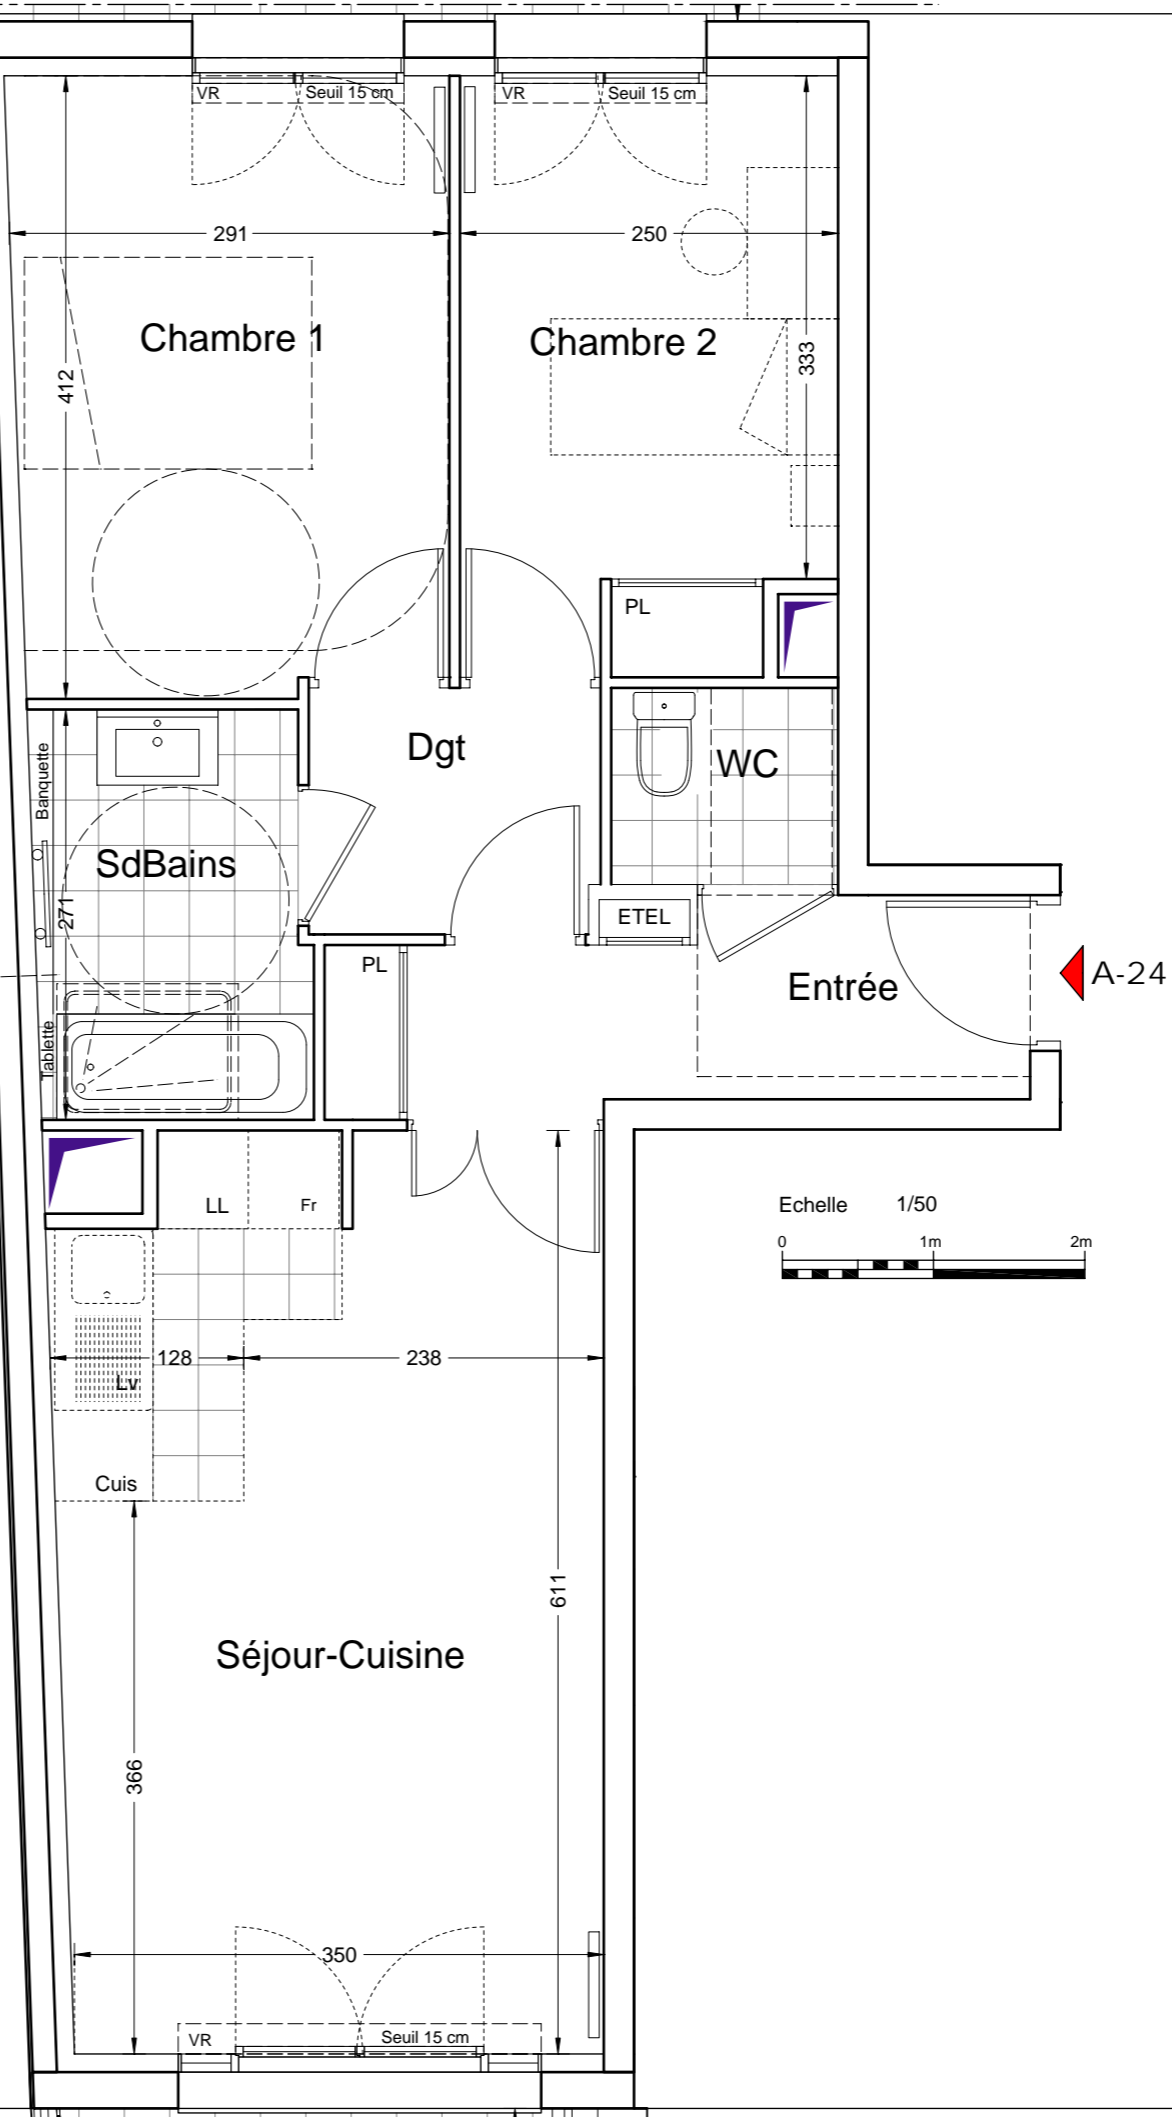 VR
Seuil 15 cm
VR
Seuil 15 cm
291
250
Chambre 1
Chambre 2
412
333
PL
Dgt
WC
Banquette
SdBains
271
ETEL
PL
Entrée
A-24
Tablette
LL
Fr
Echelle 1/50
0 1m 2m
128
238
Lv
Cuis
611
Séjour-Cuisine
366
350
VR
Seuil 15 cm